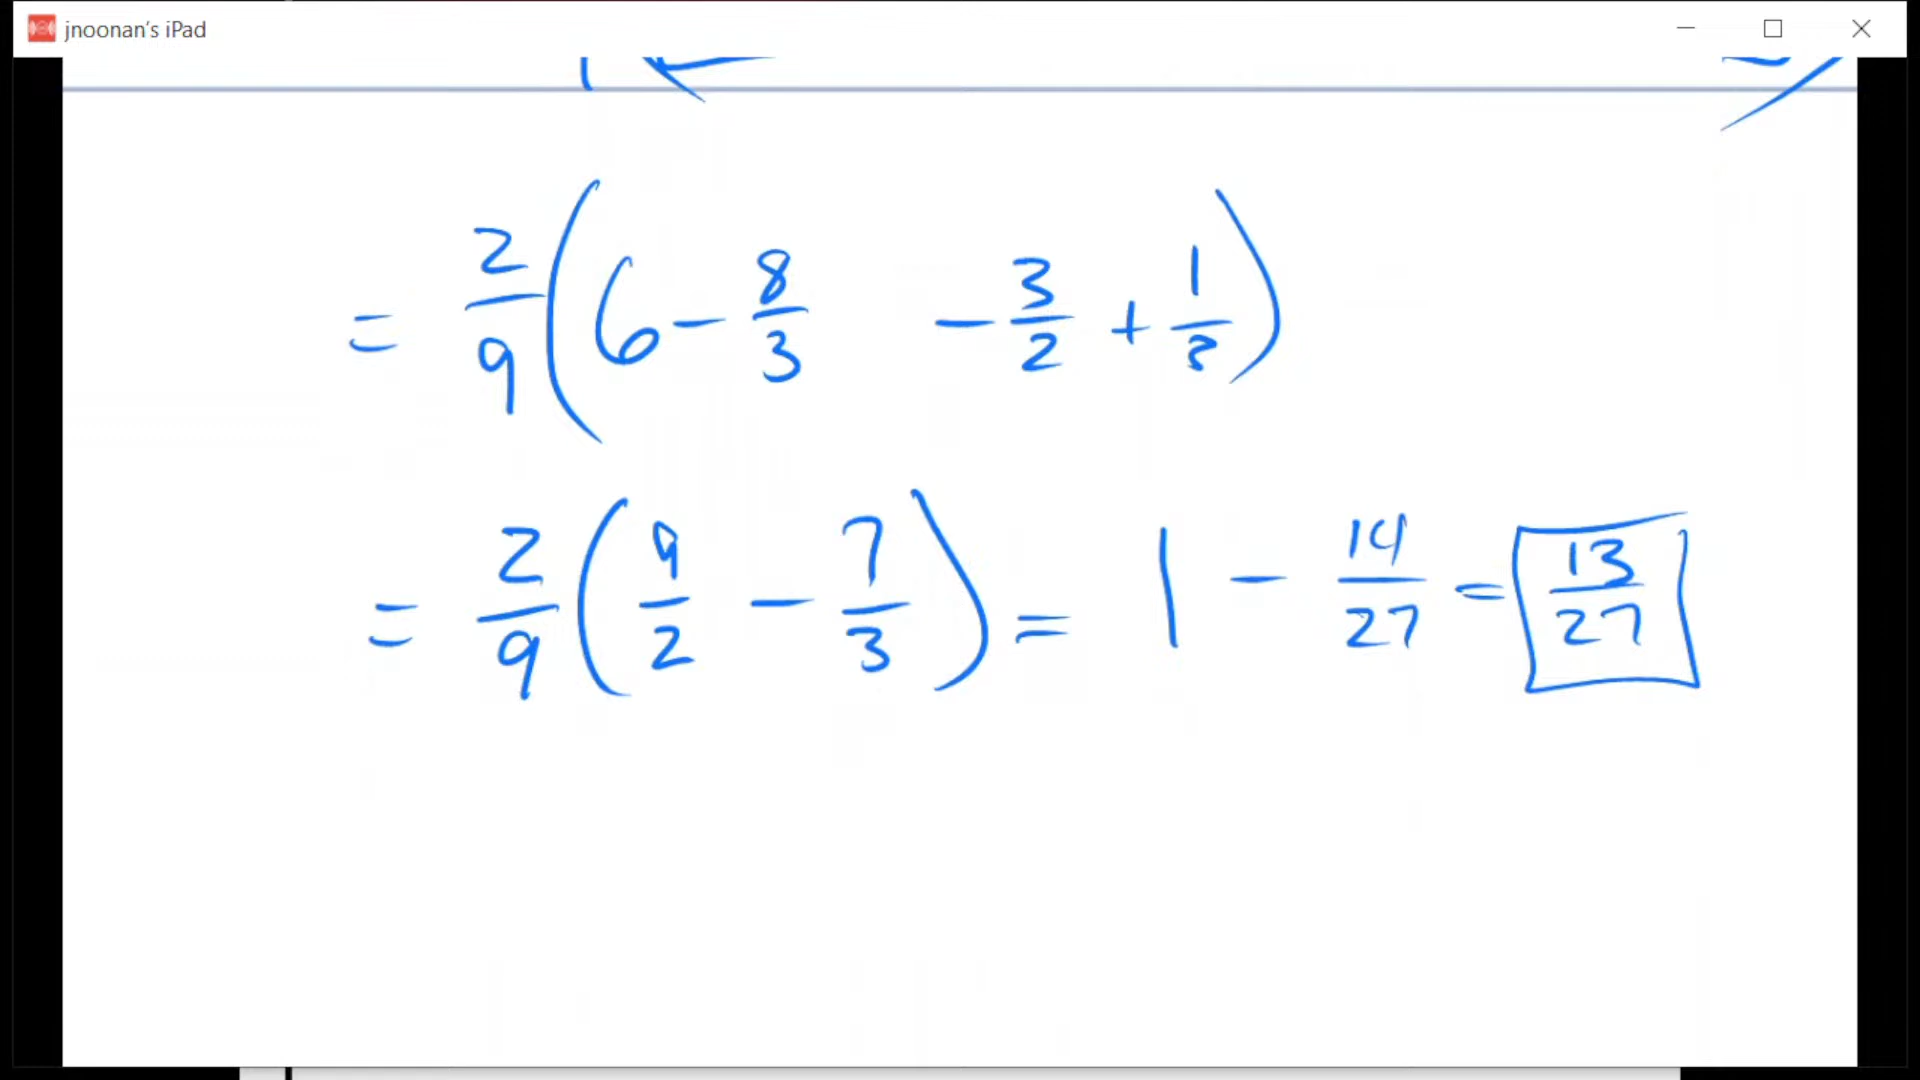 jnoonan's iPad
= 2/9 (6 - 8/3 - 3/2 + 1/3)
= 2/9 (9/2 - 7/3) = 1 - 14/27 = 13/27